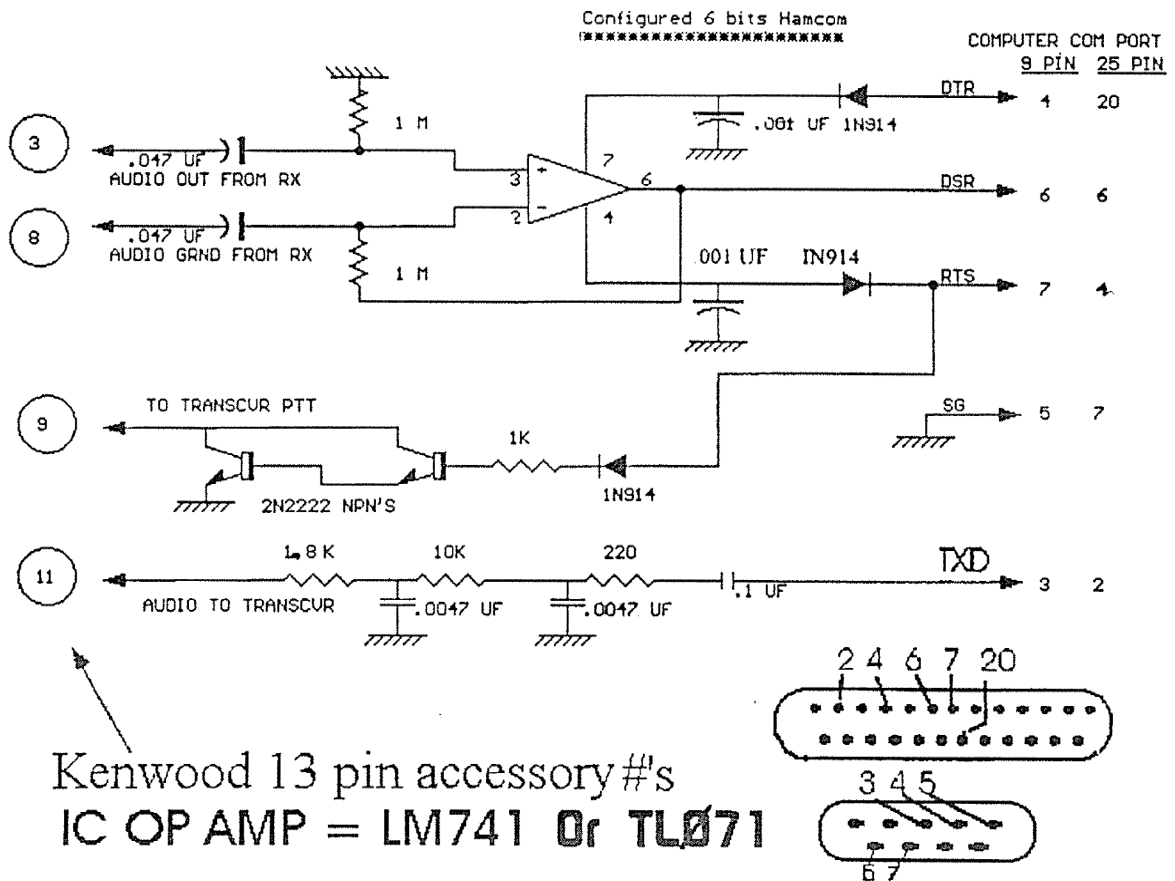 Configured 6 bits Hamcom
COMPUTER COM PORT
9 PIN 25 PIN
DTR 4 20
1 M
.001 UF 1N914
3
.047 UF
AUDIO OUT FROM RX
7
3 + 6
DSR 6 6
2 -
4
8
.047 UF
AUDIO GRND FROM RX
1 M
.001 UF IN914
RTS 7 4
9
TO TRANSCVR PTT
SG 5 7
1K
1N914
2N2222 NPN'S
11
1.8K 10K 220
TXD
AUDIO TO TRANSCVR
.0047 UF .0047 UF .1 UF
3 2
2 4 6 7 20
Kenwood 13 pin accessory #'s
3 4 5
IC OP AMP = LM741 Or TLØ71
6 7